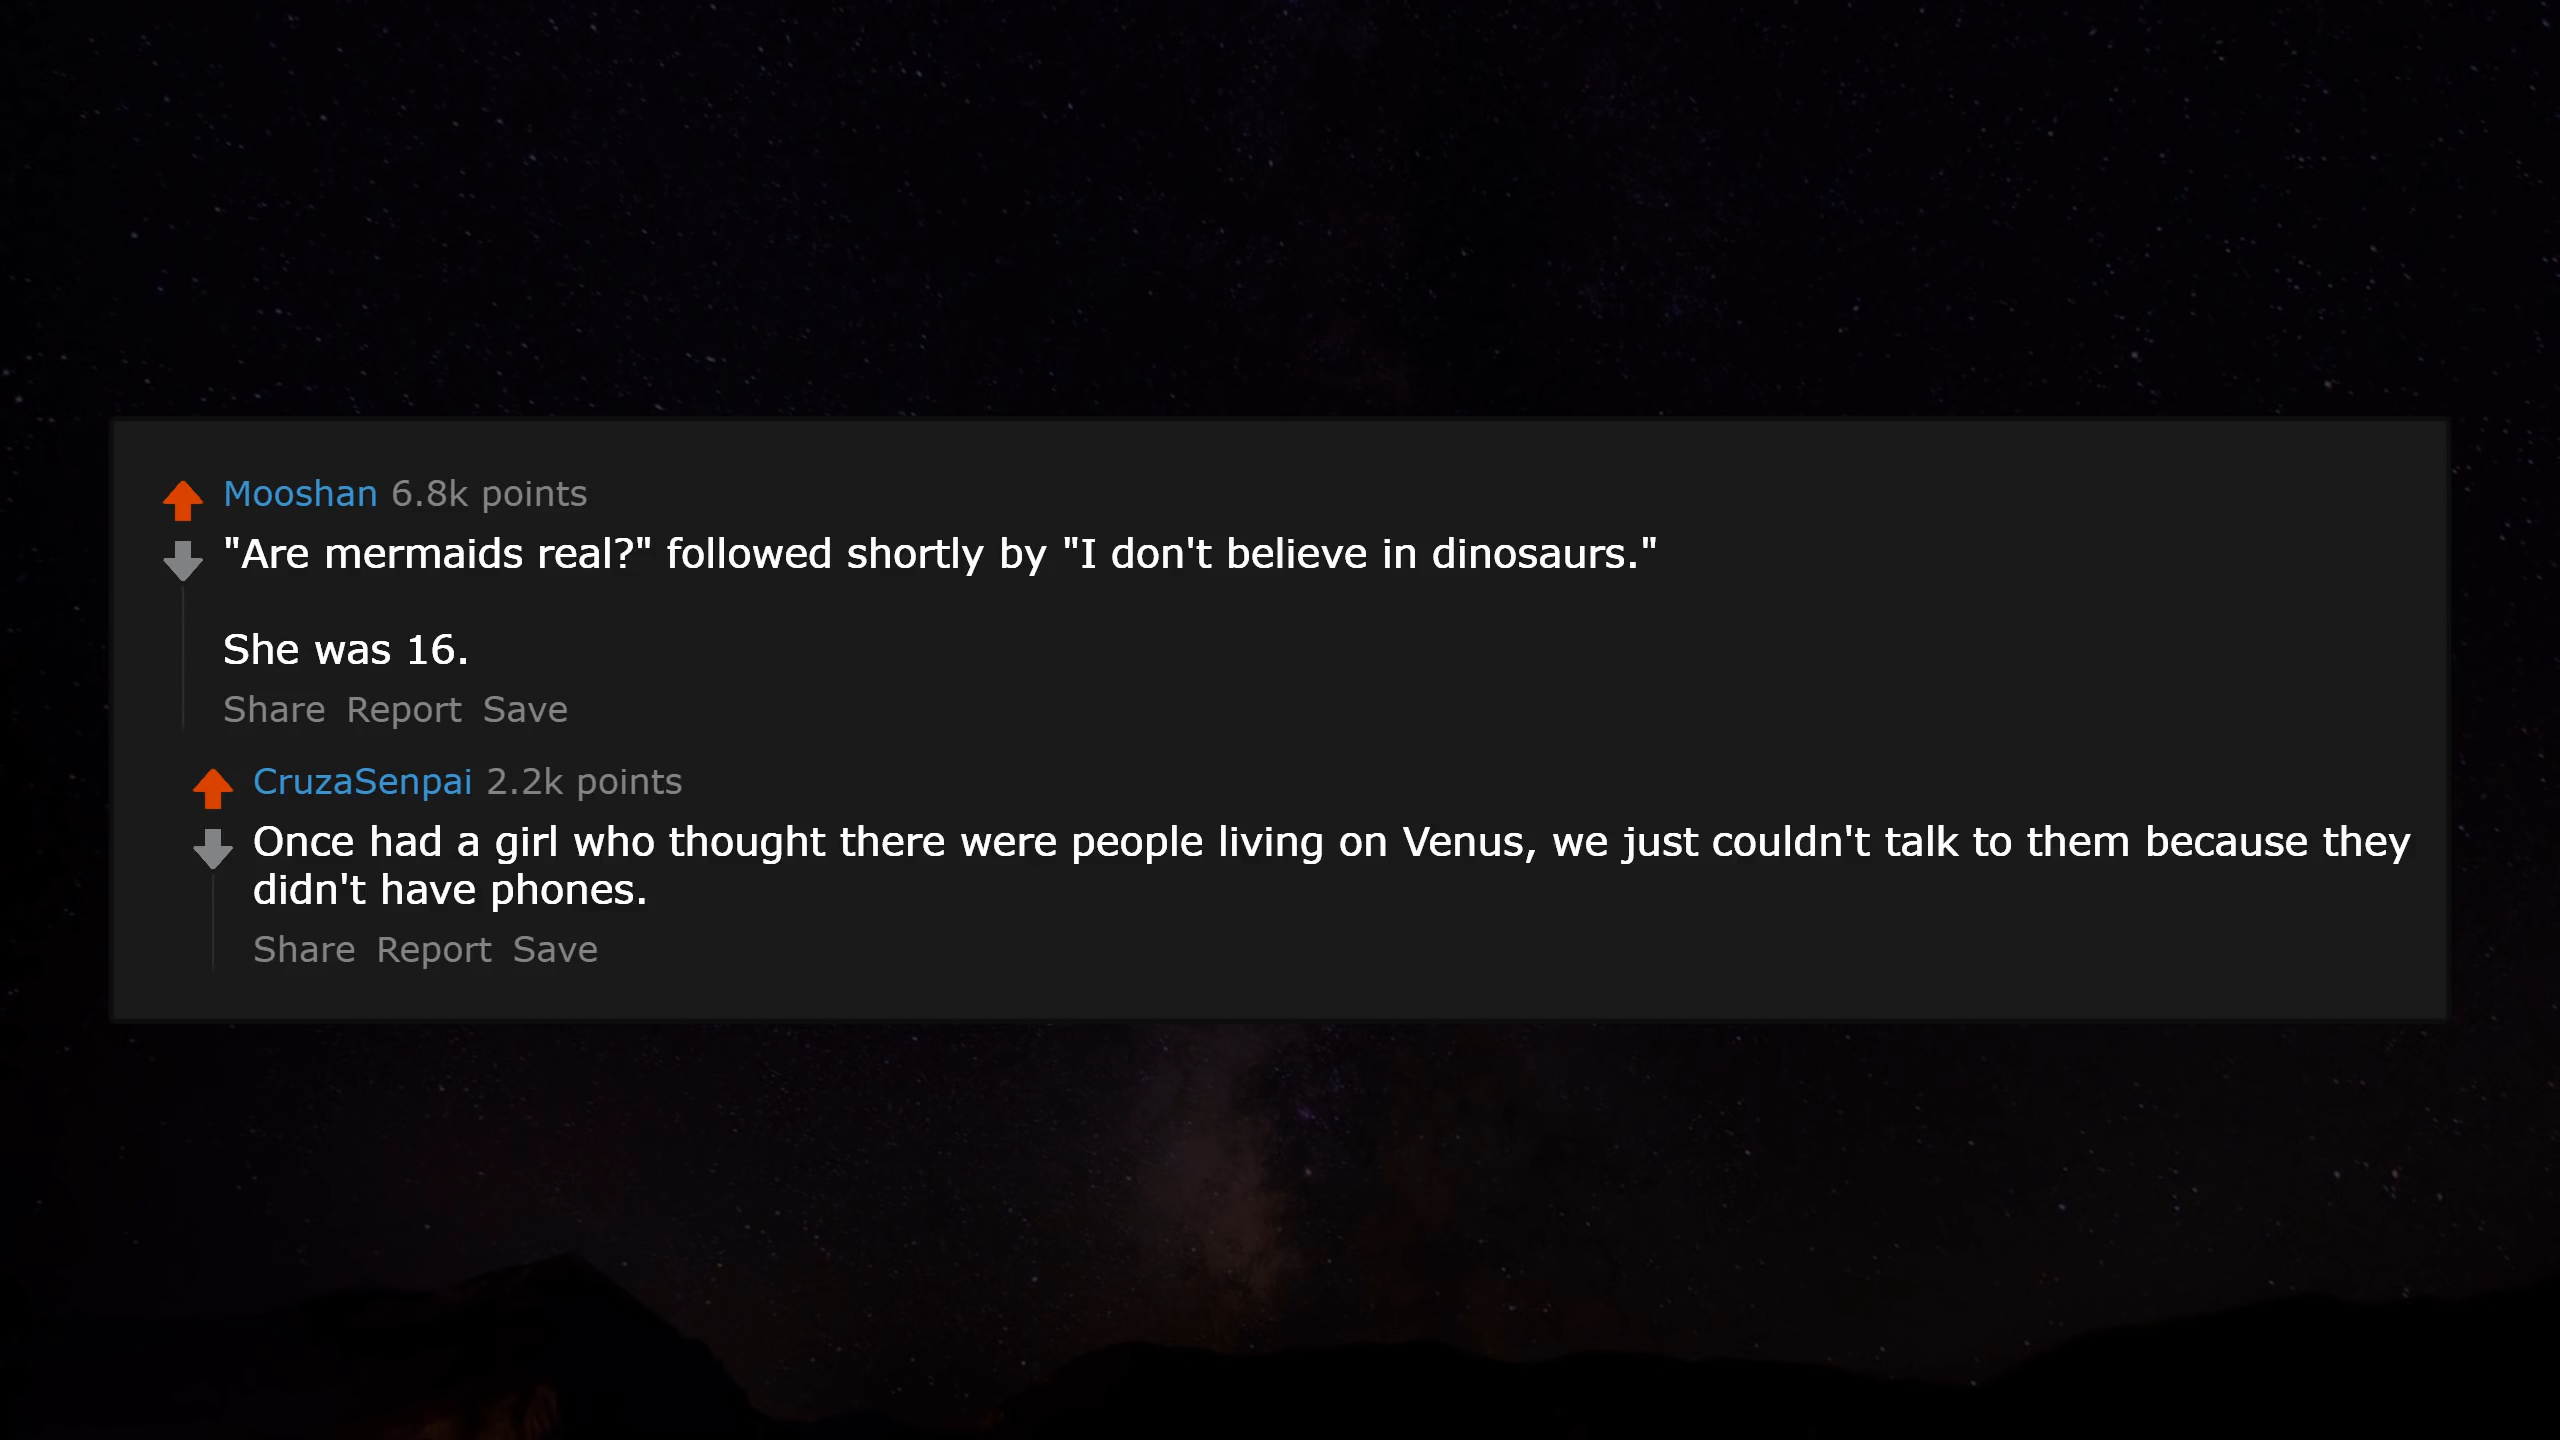 Mooshan 6.8k points
"Are mermaids real?" followed shortly by "I don't believe in dinosaurs."
She was 16.
Share Report Save
CruzaSenpai 2.2k points
Once had a girl who thought there were people living on Venus, we just couldn't talk to them because they
didn't have phones.
Share Report Save